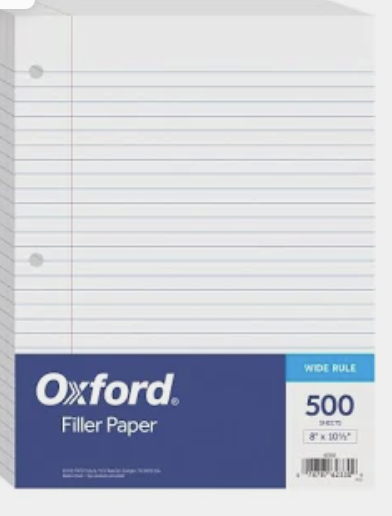 WIDE RULE
Oxford®
Filler Paper
500
SHEETS
8" x 10½"